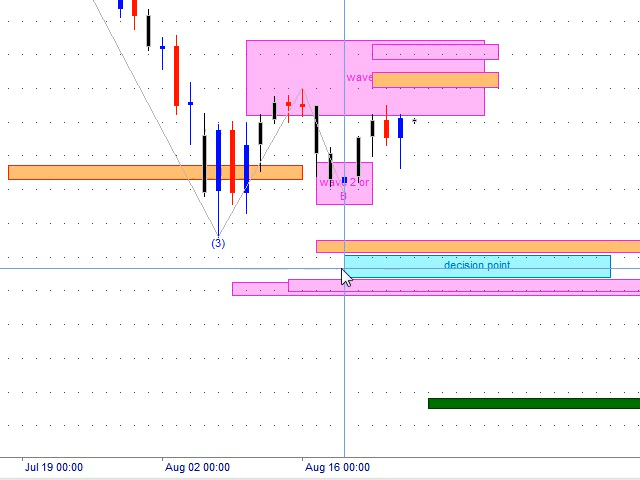 wave
wave 2 or
B
(3)
decision point
Jul 19 00:00
Aug 02 00:00
Aug 16 00:00